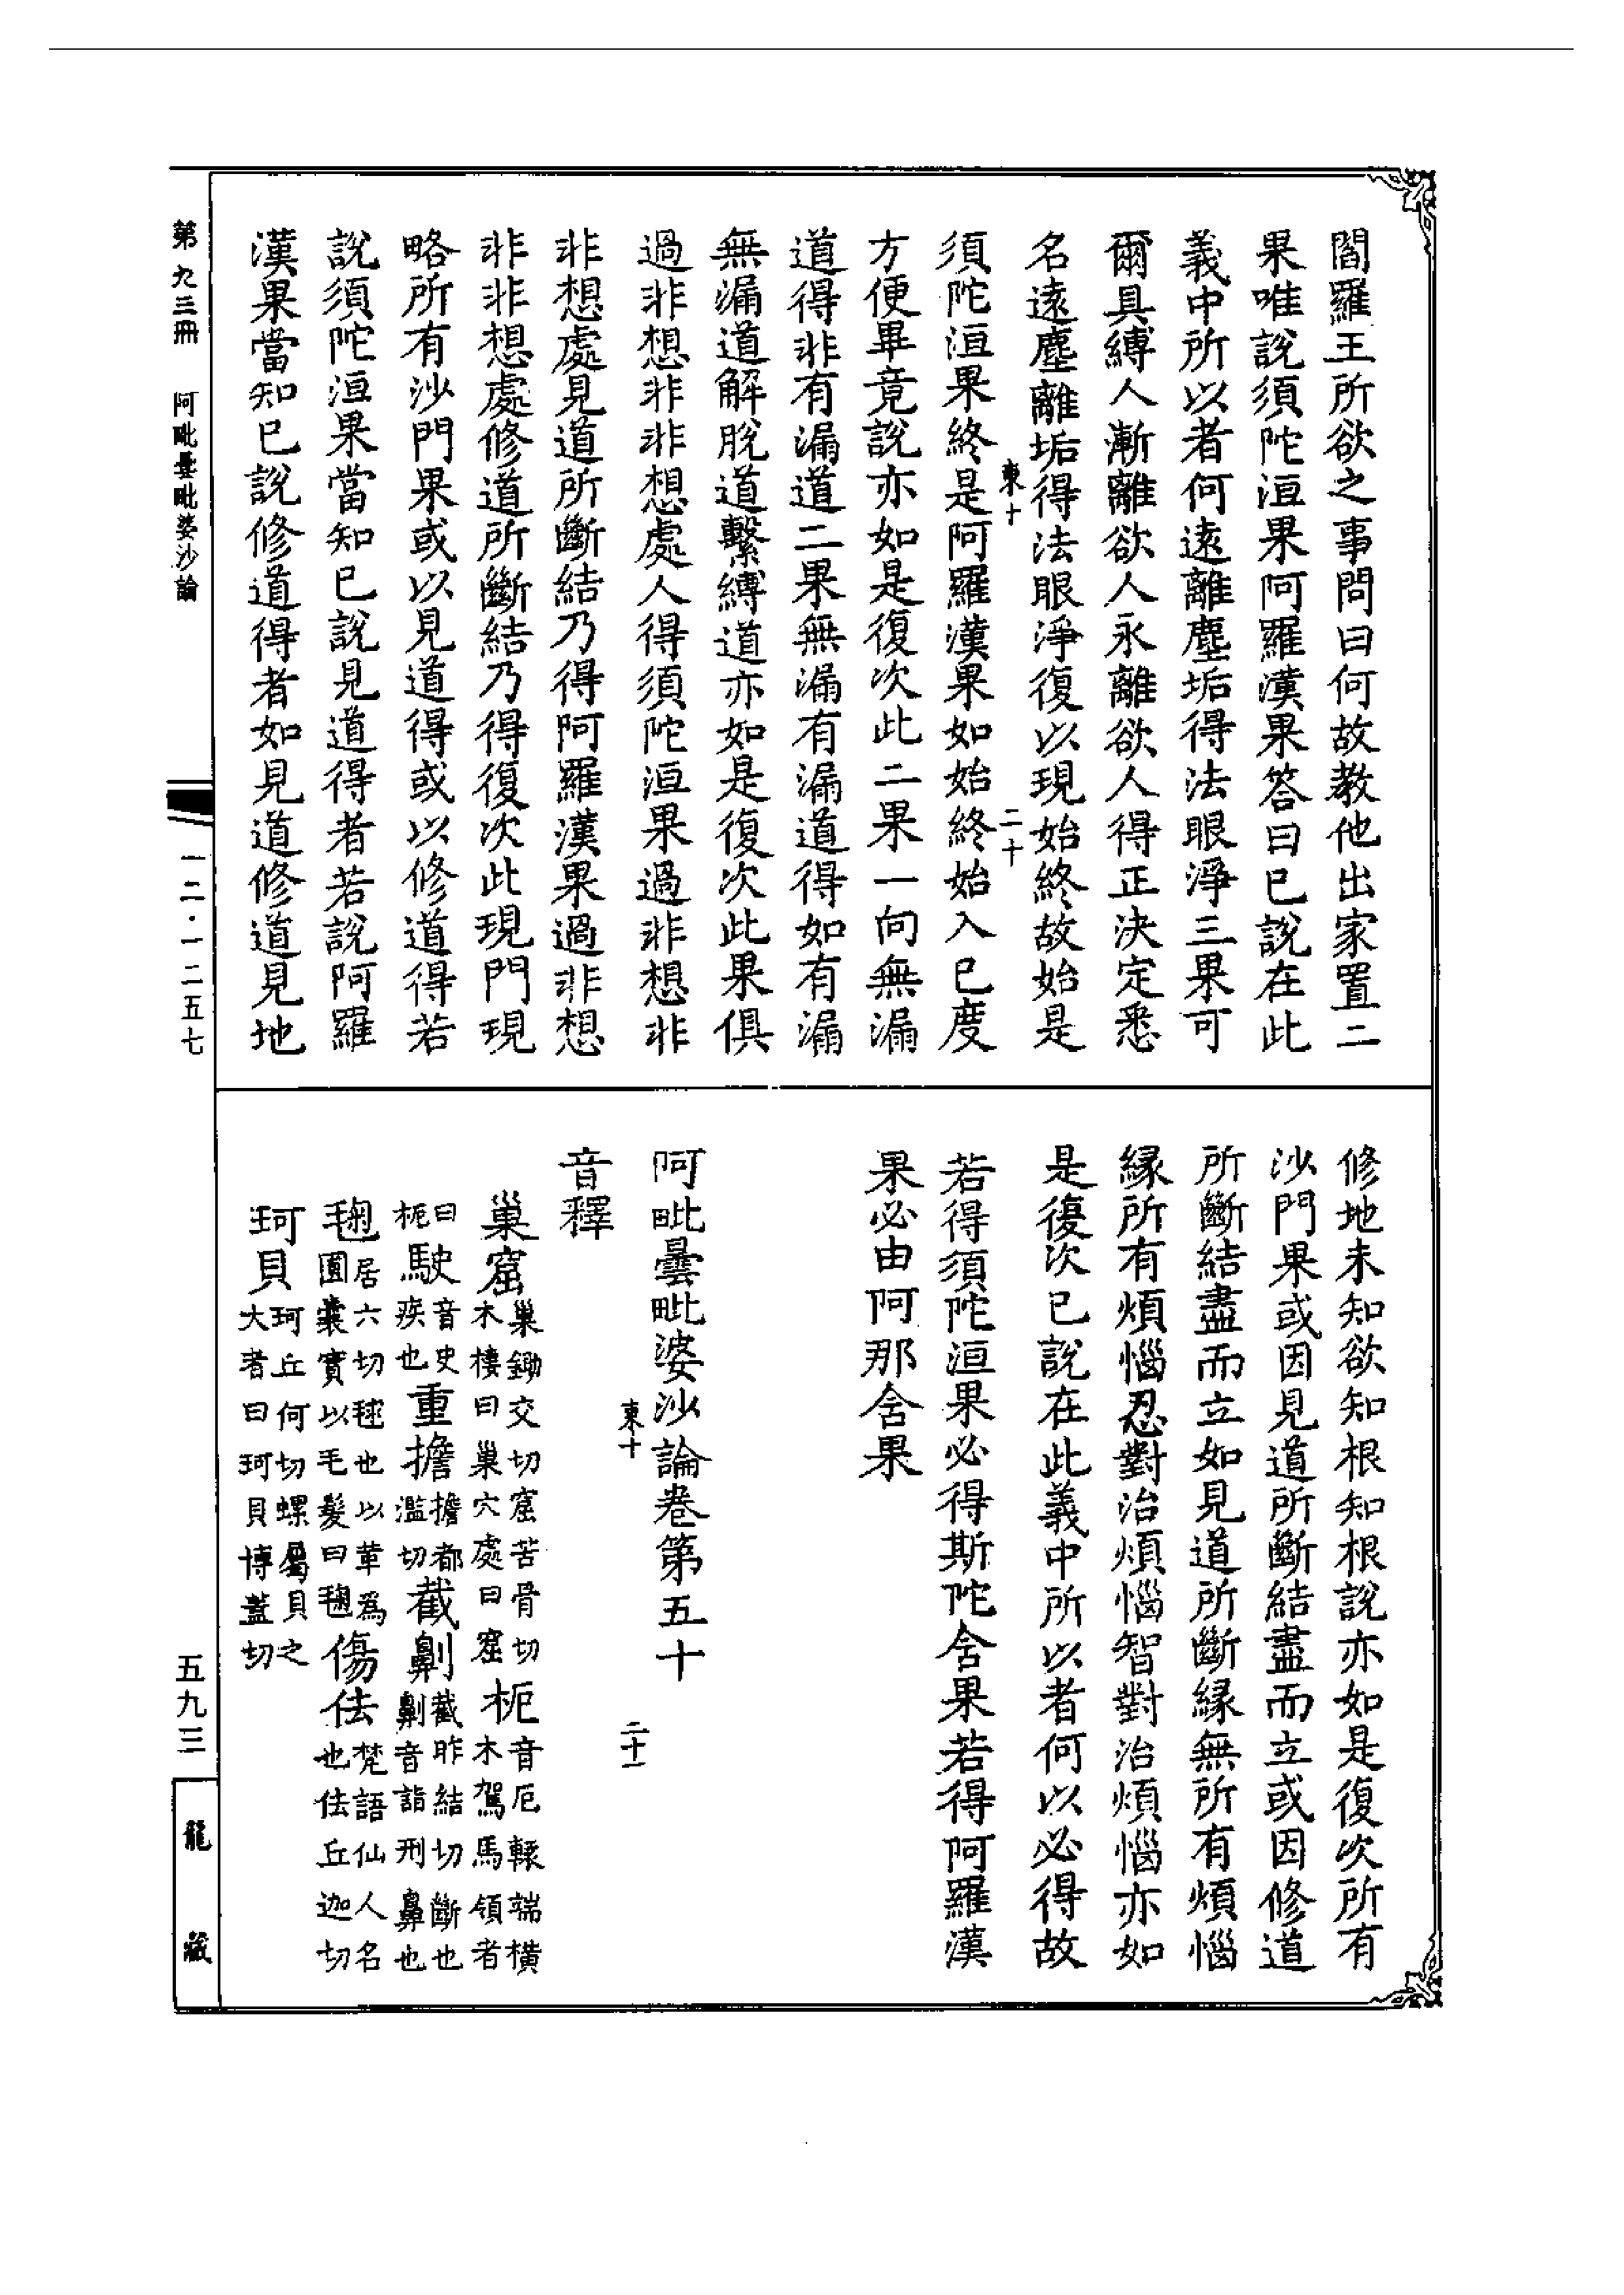 閻羅王所欲之事問曰何故教他出家置二
果唯說須陀洹果阿羅漢果答曰已說在此
義中所以者何遠離塵垢得法眼淨三果可
爾具縛人漸離欲人永離欲人得正決定悉
名遠塵離垢得法眼淨復以現始終故始是
東十 二十
須陀洹果終是阿羅漢果如始終始入已度
方便畢竟說亦如是復次此二果一向無漏
道得非有漏道二果無漏有漏道得如有漏
無漏道解脫道繫縛道亦如是復次此果俱
過非想非非想處人得須陀洹果過非想非
非想處見道所斷結乃得阿羅漢果過非想
非非想處修道所斷結乃得復次此現門現
略所有沙門果或以見道得或以修道得若
說須陀洹果當知已說見道得者若說阿羅
漢果當知已說修道得者如見道修道見地
修地未知欲知根知根說亦如是復次所有
沙門果或因見道所斷結盡而立或因修道
所斷結盡而立如見道所斷緣無所有煩惱
緣所有煩惱忍對治煩惱智對治煩惱亦如
是復次已說在此義中所以者何以必得故
若得須陀洹果必得斯陀含果若得阿羅漢
果必由阿那含果
阿毗曇毗婆沙論卷第五十
東十 二十一
音釋
巢窟巢鋤交切窟苦骨切木棲曰巢穴處曰窟 枙音厄轅端橫木駕馬領者
曰枙 駛音史疾也 重擔擔都濫切 截劓截昨結切斷也劓音詣刑鼻也
毱居六切毬也以革為圓囊實以毛髮曰毱 傷佉梵語仙人名也佉丘迦切
珂貝珂丘何切螺屬貝之大者曰珂貝博蓋切
第九三冊 阿毗曇毗婆沙論
一二·一二五七
五九三
龍藏